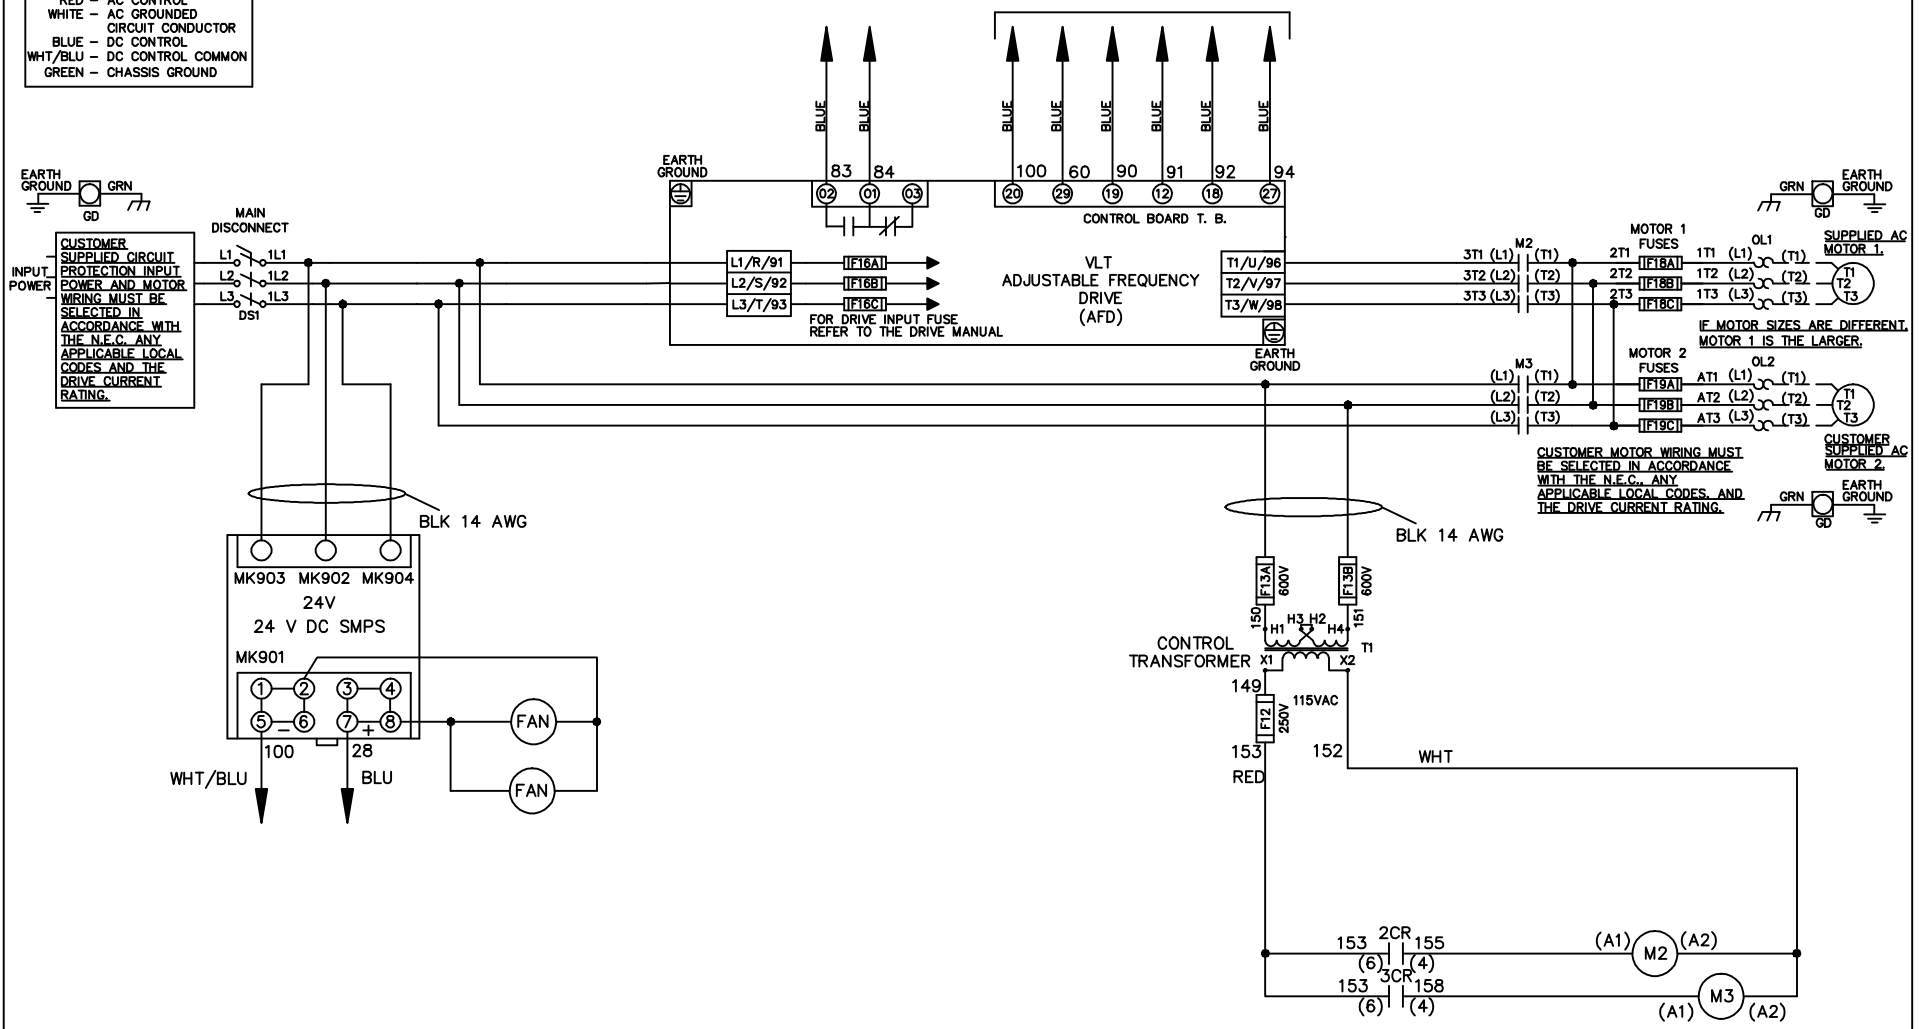 RED – AC CONTROL
WHITE – AC GROUNDED
CIRCUIT CONDUCTOR
BLUE – DC CONTROL
WHT/BLU – DC CONTROL COMMON
GREEN – CHASSIS GROUND
BLUE
BLUE
BLUE
BLUE
BLUE
BLUE
BLUE
BLUE
EARTH
GROUND
GRN
GD
MAIN
DISCONNECT
L1
1L1
L2
1L2
L3
1L3
DS1
INPUT
POWER
CUSTOMER
SUPPLIED CIRCUIT
PROTECTION INPUT
POWER AND MOTOR
WIRING MUST BE
SELECTED IN
ACCORDANCE WITH
THE N.E.C. ANY
APPLICABLE LOCAL
CODES AND THE
DRIVE CURRENT
RATING.
EARTH
GROUND
83
84
02
01
03
100
60
90
91
92
94
20
29
19
12
18
27
CONTROL BOARD T. B.
L1/R/91
L2/S/92
L3/T/93
F16A
F16B
F16C
FOR DRIVE INPUT FUSE
REFER TO THE DRIVE MANUAL
VLT
ADJUSTABLE FREQUENCY
DRIVE
(AFD)
T1/U/96
T2/V/97
T3/W/98
EARTH
GROUND
M2
3T1 (L1) (T1)
3T2 (L2) (T2)
3T3 (L3) (T3)
MOTOR 1
FUSES
2T1
F18A
1T1 (L1)
2T2
F18B
1T2 (L2)
2T3
F18C
1T3 (L3)
OL1
(T1)
(T2)
(T3)
GRN
GD
EARTH
GROUND
SUPPLIED AC
MOTOR 1.
T1
T2
T3
IF MOTOR SIZES ARE DIFFERENT,
MOTOR 1 IS THE LARGER.
M3
(L1) (T1)
(L2) (T2)
(L3) (T3)
MOTOR 2
FUSES
F19A
AT1 (L1)
F19B
AT2 (L2)
F19C
AT3 (L3)
OL2
(T1)
(T2)
(T3)
T1
T2
T3
CUSTOMER
SUPPLIED AC
MOTOR 2.
CUSTOMER MOTOR WIRING MUST
BE SELECTED IN ACCORDANCE
WITH THE N.E.C., ANY
APPLICABLE LOCAL CODES, AND
THE DRIVE CURRENT RATING.
GRN
GD
EARTH
GROUND
BLK 14 AWG
MK903 MK902 MK904
24V
24 V DC SMPS
MK901
1
2
3
4
5
–
6
7
+
8
100
28
WHT/BLU
BLU
FAN
FAN
BLK 14 AWG
F13A
600V
F13B
600V
150
151
H1
H3
H2
H4
T1
CONTROL
TRANSFORMER
X1
X2
149
115VAC
F12
250V
153
RED
152
WHT
2CR
153
155
(6)
(4)
(A1)
M2
(A2)
3CR
153
158
(6)
(4)
(A1)
M3
(A2)